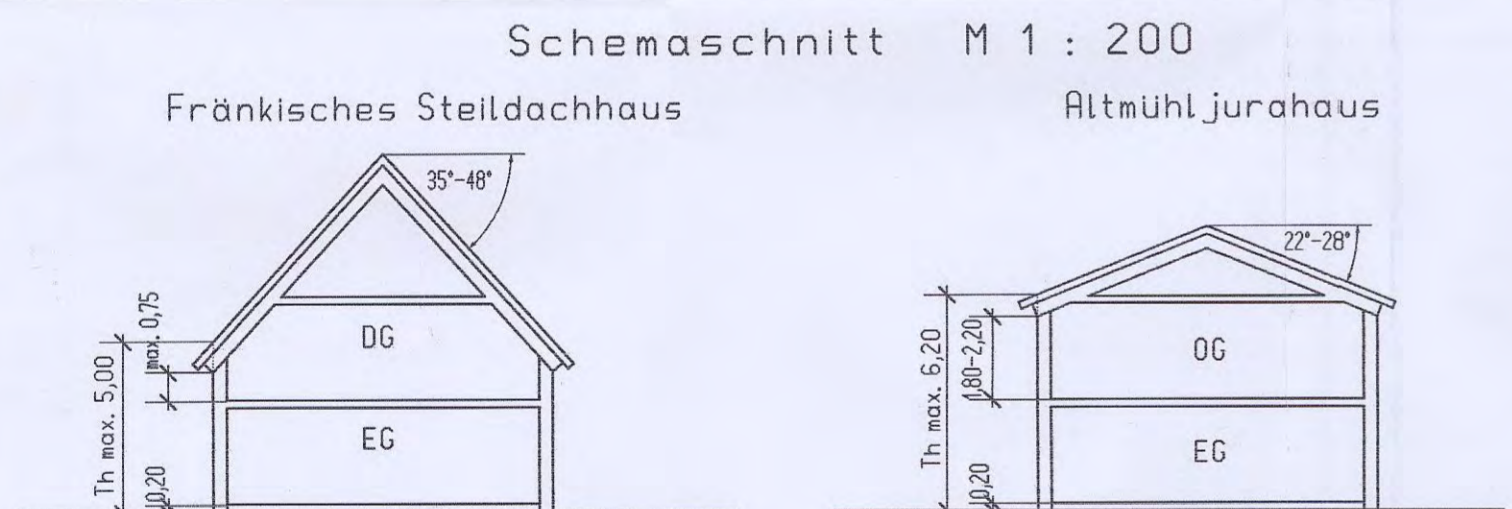 Schemaschnitt M 1 : 200
Fränkisches Steildachhaus
Altmühljurahaus
35°-48°
22°-28°
max. 0,75
Th max. 5,00
0,20
DG
EG
Th max. 6,20
1,80-2,20
0,20
OG
EG